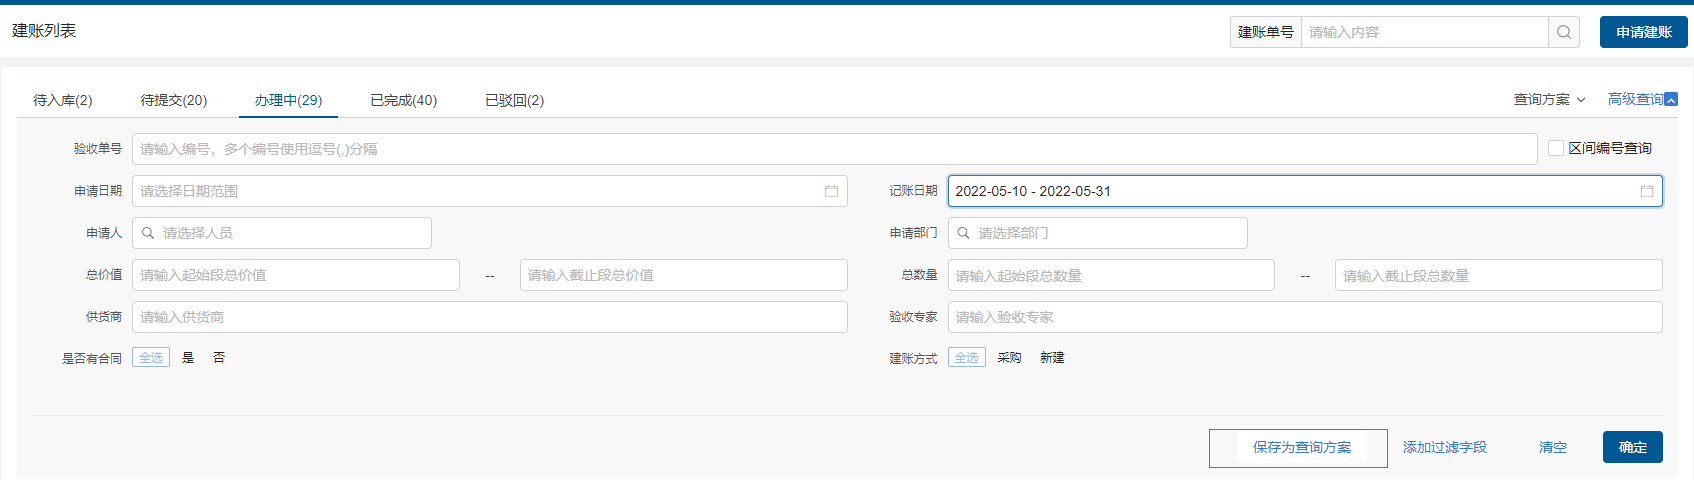 建账列表
建账单号 请输入内容 申请建账
待入库(2) 待提交(20) 办理中(29) 已完成(40) 已驳回(2) 查询方案 高级查询
验收单号 请输入编号，多个编号使用逗号(,)分隔 区间编号查询
申请日期 请选择日期范围 记账日期 2022-05-10 - 2022-05-31
申请人 请选择人员 申请部门 请选择部门
总价值 请输入起始段总价值 -- 请输入截止段总价值 总数量 请输入起始段总数量 -- 请输入截止段总数量
供货商 请输入供货商 验收专家 请输入验收专家
是否有合同 全选 是 否 建账方式 全选 采购 新建
保存为查询方案 添加过滤字段 清空 确定